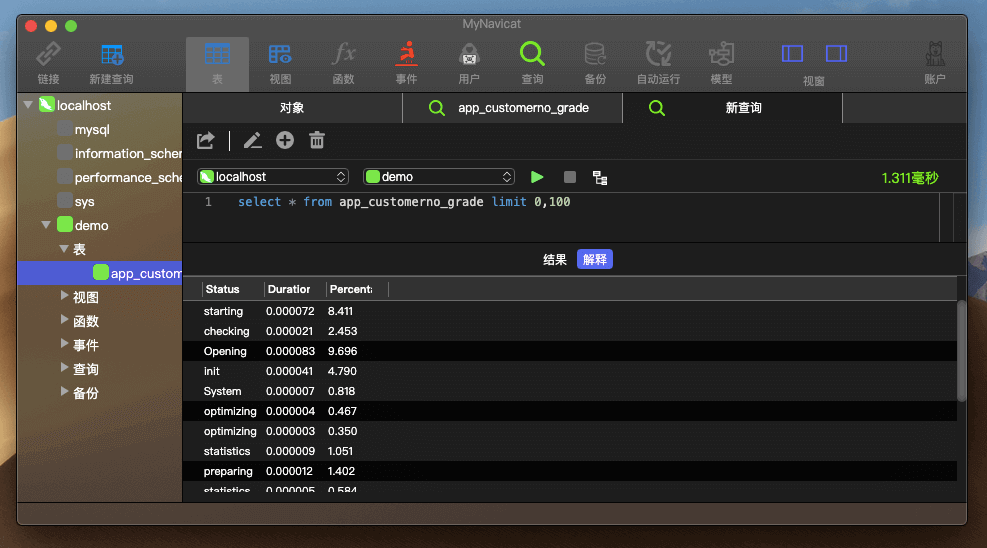 MyNavicat
链接 新建查询 表 视图 函数 事件 用户 查询 备份 自动运行 模型 视窗 账户
localhost
mysql
information_scher
performance_sche
sys
demo
表
app_custom
视图
函数
事件
查询
备份
对象 app_customerno_grade 新查询
localhost demo 1.311毫秒
1 select * from app_customerno_grade limit 0,100
结果 解释
Status Duration Percenta
starting 0.000072 8.411
checking 0.000021 2.453
Opening 0.000083 9.696
init 0.000041 4.790
System 0.000007 0.818
optimizing 0.000004 0.467
optimizing 0.000003 0.350
statistics 0.000009 1.051
preparing 0.000012 1.402
statistics 0.000005 0.584